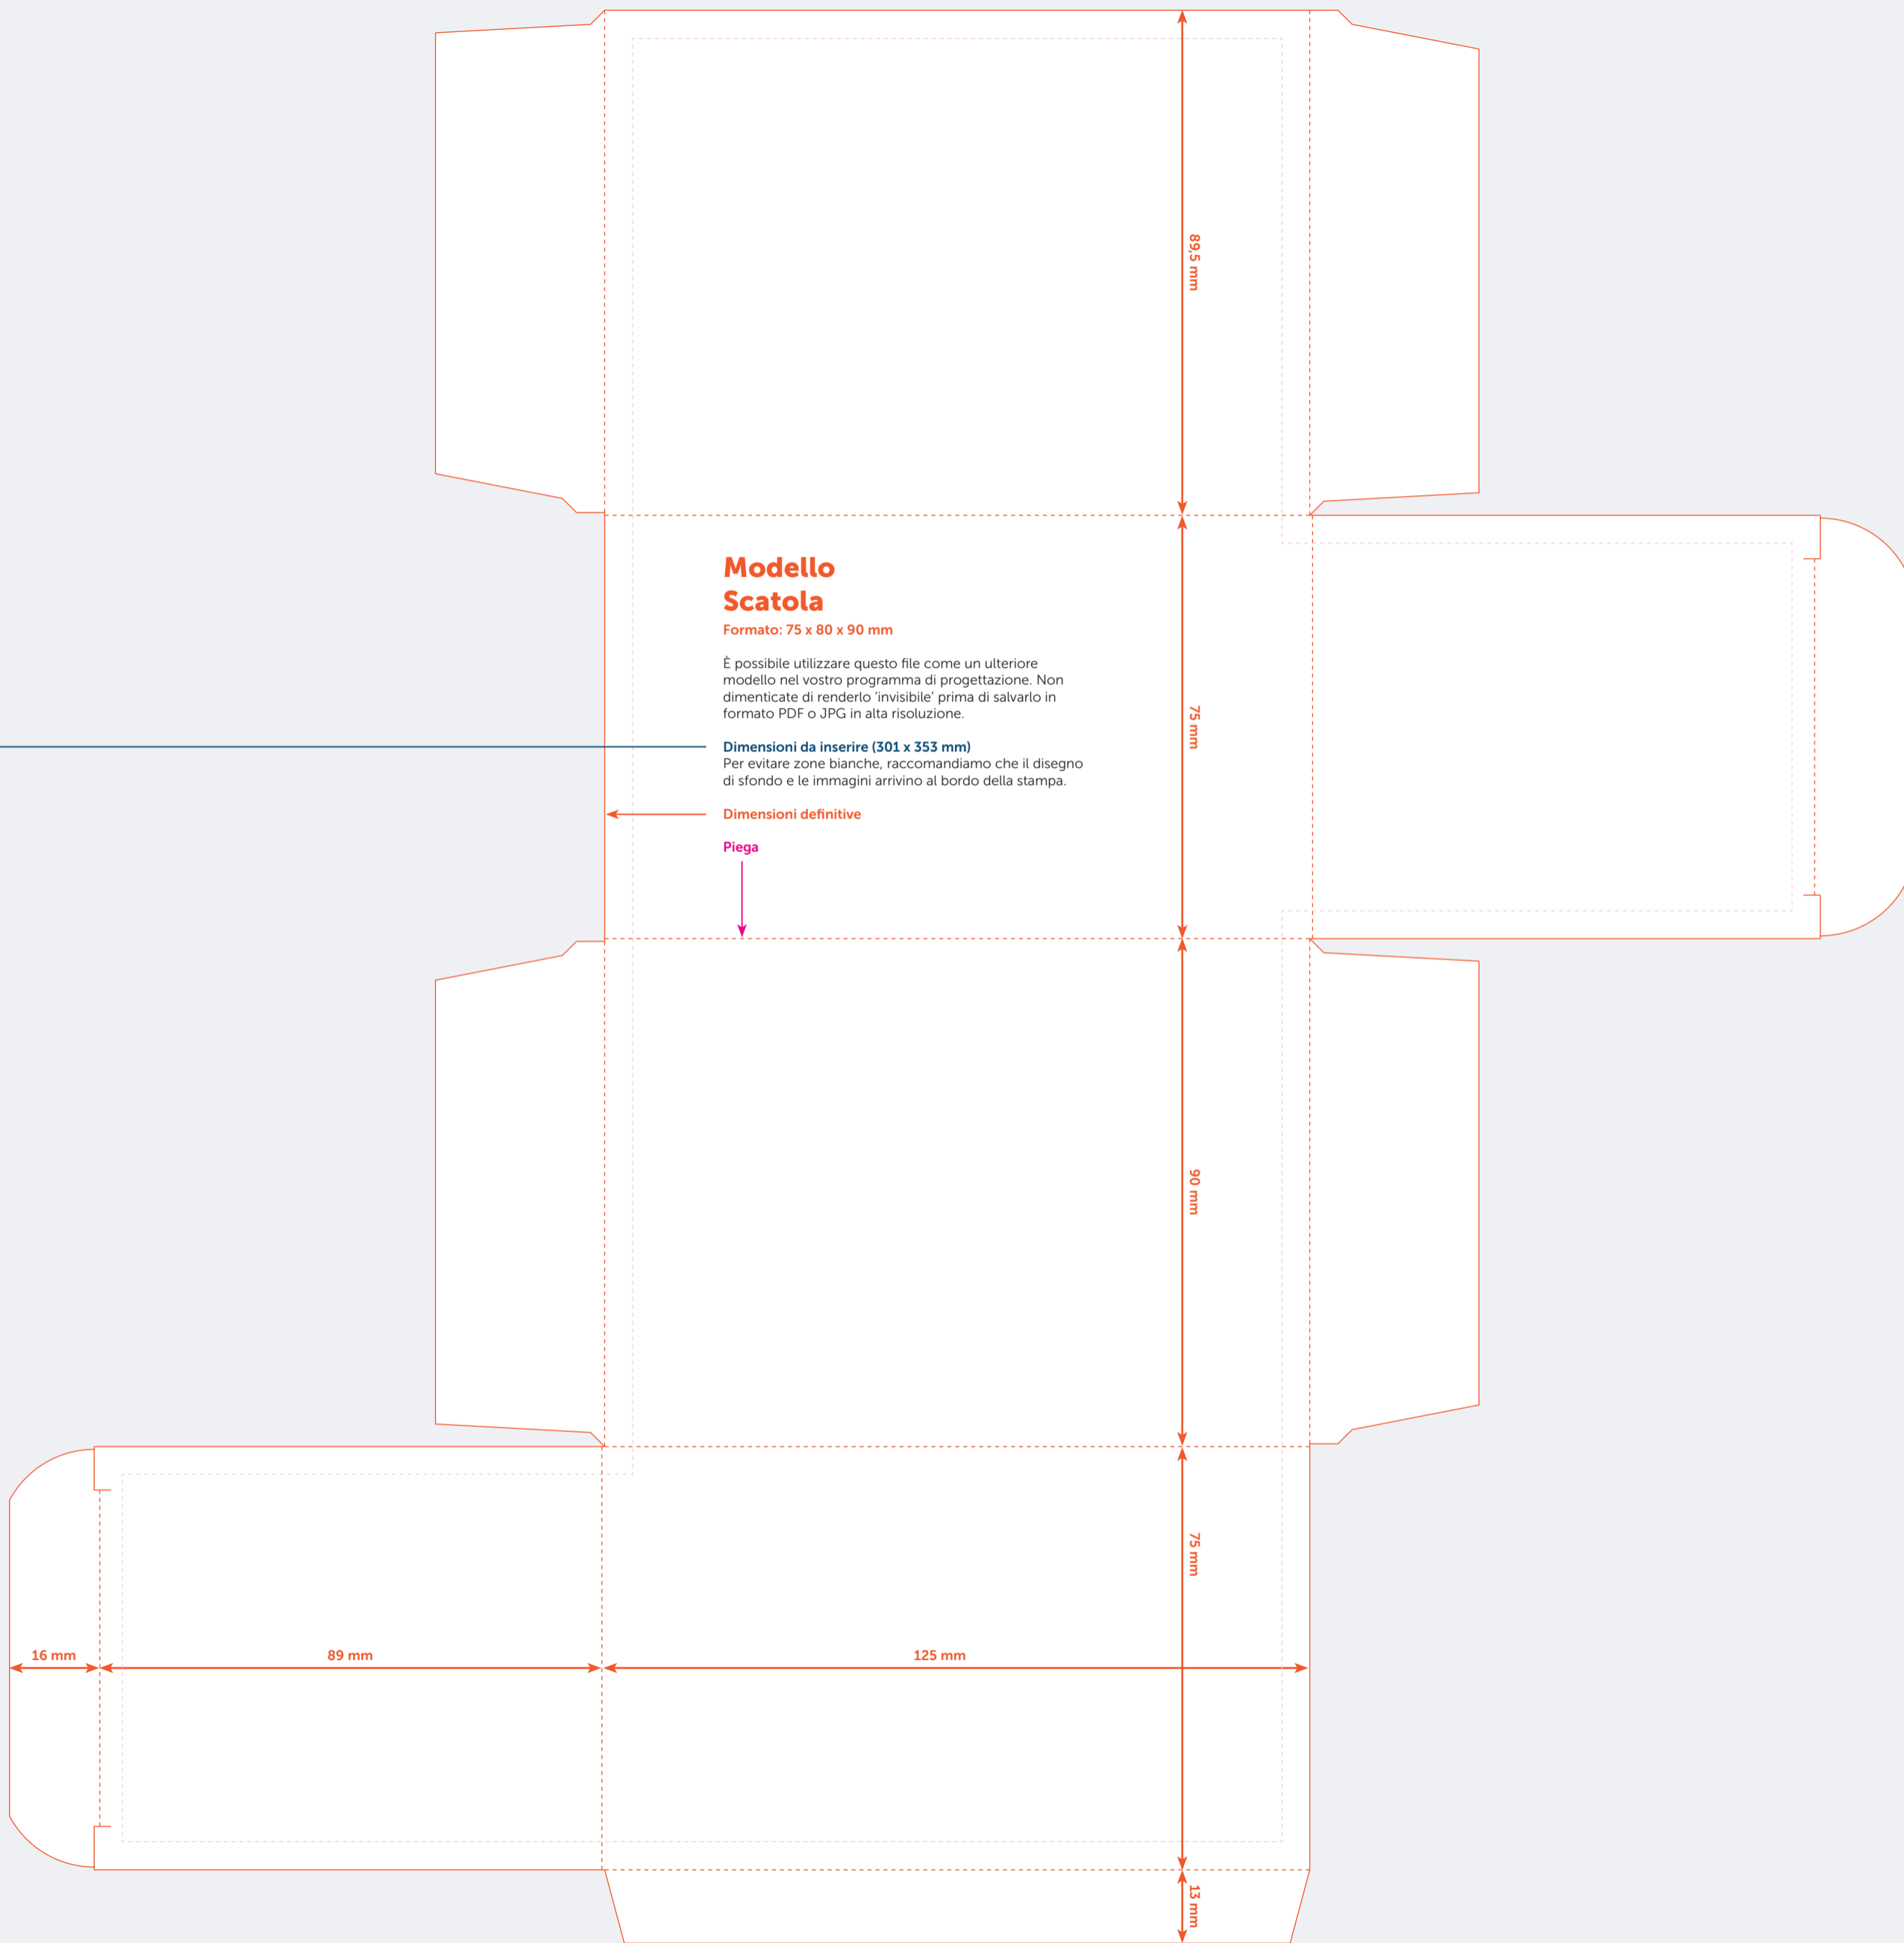 89,5 mm
Modello
Scatola
Formato: 75 x 80 x 90 mm
È possibile utilizzare questo file come un ulteriore
modello nel vostro programma di progettazione. Non
dimenticate di renderlo ‘invisibile’ prima di salvarlo in
formato PDF o JPG in alta risoluzione.
75 mm
Dimensioni da inserire (301 x 353 mm)
Per evitare zone bianche, raccomandiamo che il disegno
di sfondo e le immagini arrivino al bordo della stampa.
Dimensioni definitive
Piega
90 mm
75 mm
16 mm
89 mm
125 mm
13 mm